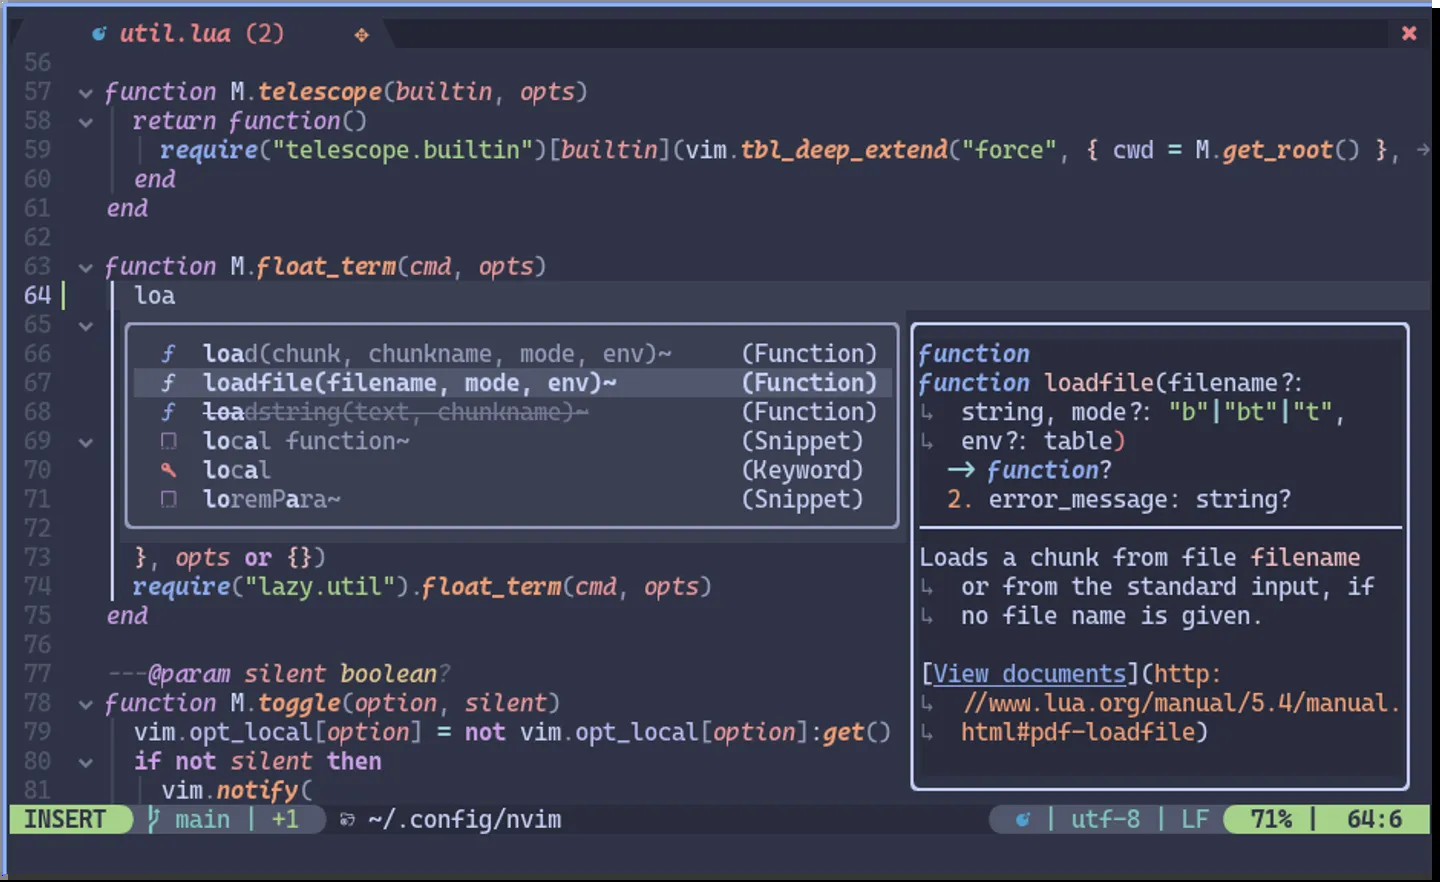 util.lua (2)
56
57 function M.telescope(builtin, opts)
58 return function()
59 require("telescope.builtin")[builtin](vim.tbl_deep_extend("force", { cwd = M.get_root() }, →
60 end
61 end
62
63 function M.float_term(cmd, opts)
64 loa
65
66 load(chunk, chunkname, mode, env)~ (Function)
67 loadfile(filename, mode, env)~ (Function)
68 loadstring(text, chunkname)~ (Function)
69 local function~ (Snippet)
70 local (Keyword)
71 loremPara~ (Snippet)
72
73 }, opts or {})
74 require("lazy.util").float_term(cmd, opts)
75 end
76
77 ---@param silent boolean?
78 function M.toggle(option, silent)
79 vim.opt_local[option] = not vim.opt_local[option]:get()
80 if not silent then
81 vim.notify(
function
function loadfile(filename?:
↳ string, mode?: "b"|"bt"|"t",
↳ env?: table)
→ function?
2. error_message: string?
Loads a chunk from file filename
↳ or from the standard input, if
↳ no file name is given.
[View documents](http:
↳ //www.lua.org/manual/5.4/manual.
↳ html#pdf-loadfile)
INSERT main | +1 ~/.config/nvim | utf-8 | LF 71% | 64:6